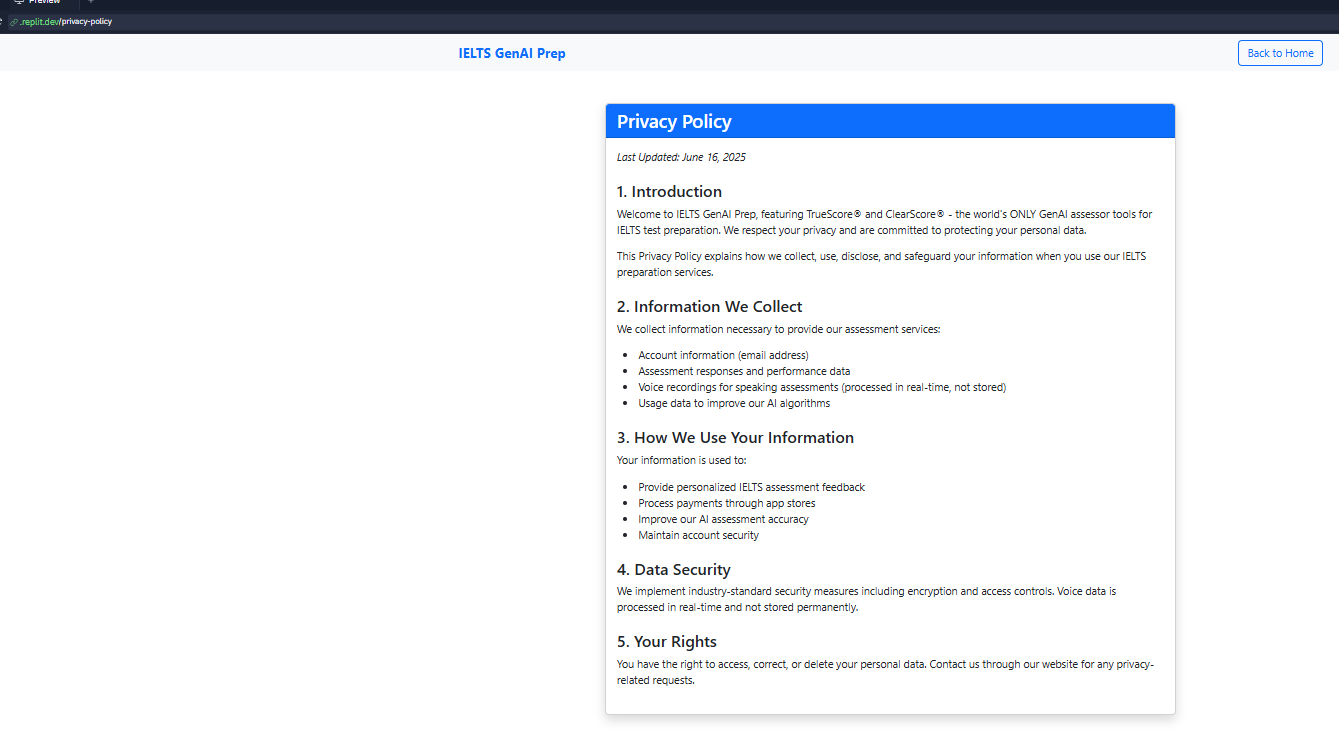 Preview
.replit.dev/privacy-policy
IELTS GenAI Prep
Back to Home
Privacy Policy
Last Updated: June 16, 2025
1. Introduction
Welcome to IELTS GenAI Prep, featuring TrueScore® and ClearScore® - the world's ONLY GenAI assessor tools for
IELTS test preparation. We respect your privacy and are committed to protecting your personal data.
This Privacy Policy explains how we collect, use, disclose, and safeguard your information when you use our IELTS
preparation services.
2. Information We Collect
We collect information necessary to provide our assessment services:
• Account information (email address)
• Assessment responses and performance data
• Voice recordings for speaking assessments (processed in real-time, not stored)
• Usage data to improve our AI algorithms
3. How We Use Your Information
Your information is used to:
• Provide personalized IELTS assessment feedback
• Process payments through app stores
• Improve our AI assessment accuracy
• Maintain account security
4. Data Security
We implement industry-standard security measures including encryption and access controls. Voice data is
processed in real-time and not stored permanently.
5. Your Rights
You have the right to access, correct, or delete your personal data. Contact us through our website for any privacy-
related requests.